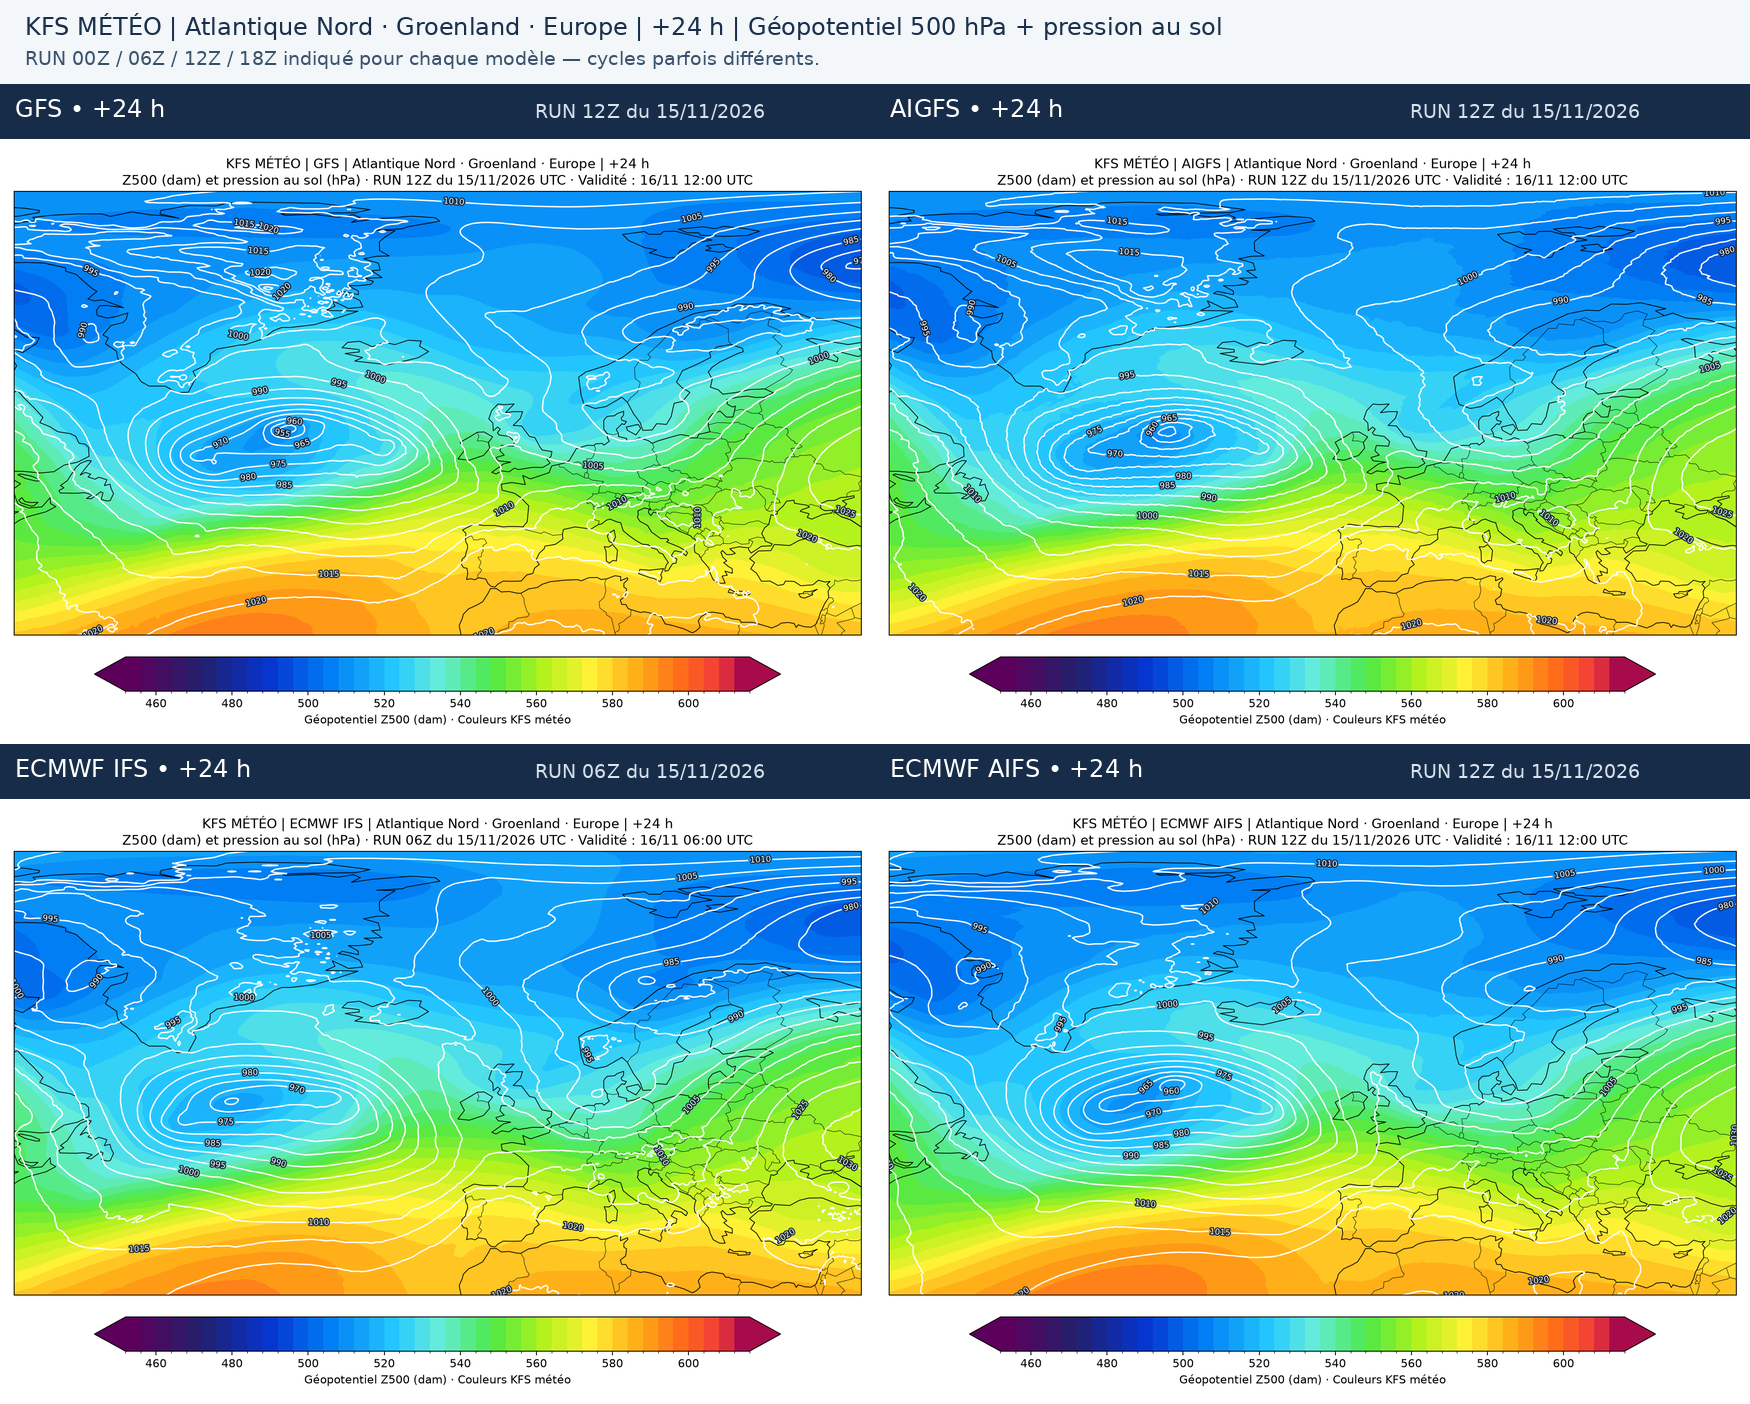 KFS MÉTÉO | Atlantique Nord · Groenland · Europe | +24 h | Géopotentiel 500 hPa + pression au sol
RUN 00Z / 06Z / 12Z / 18Z indiqué pour chaque modèle — cycles parfois différents.
GFS • +24 h
RUN 12Z du 15/11/2026
KFS MÉTÉO | GFS | Atlantique Nord · Groenland · Europe | +24 h
Z500 (dam) et pression au sol (hPa) · RUN 12Z du 15/11/2026 UTC · Validité : 16/11 12:00 UTC
460 480 500 520 540 560 580 600
Géopotentiel Z500 (dam) · Couleurs KFS météo
AIGFS • +24 h
RUN 12Z du 15/11/2026
KFS MÉTÉO | AIGFS | Atlantique Nord · Groenland · Europe | +24 h
Z500 (dam) et pression au sol (hPa) · RUN 12Z du 15/11/2026 UTC · Validité : 16/11 12:00 UTC
460 480 500 520 540 560 580 600
Géopotentiel Z500 (dam) · Couleurs KFS météo
ECMWF IFS • +24 h
RUN 06Z du 15/11/2026
KFS MÉTÉO | ECMWF IFS | Atlantique Nord · Groenland · Europe | +24 h
Z500 (dam) et pression au sol (hPa) · RUN 06Z du 15/11/2026 UTC · Validité : 16/11 06:00 UTC
460 480 500 520 540 560 580 600
Géopotentiel Z500 (dam) · Couleurs KFS météo
ECMWF AIFS • +24 h
RUN 12Z du 15/11/2026
KFS MÉTÉO | ECMWF AIFS | Atlantique Nord · Groenland · Europe | +24 h
Z500 (dam) et pression au sol (hPa) · RUN 12Z du 15/11/2026 UTC · Validité : 16/11 12:00 UTC
460 480 500 520 540 560 580 600
Géopotentiel Z500 (dam) · Couleurs KFS météo